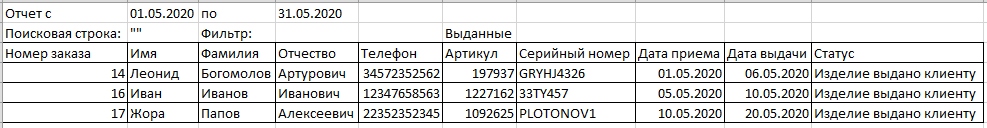 Отчет с 01.05.2020 по 31.05.2020
Поисковая строка: "" Фильтр: Выданные
Номер заказа Имя Фамилия Отчество Телефон Артикул Серийный номер Дата приема Дата выдачи Статус
14 Леонид Богомолов Артурович 34572352562 197937 GRYHJ4326 01.05.2020 06.05.2020 Изделие выдано клиенту
16 Иван Иванов Иванович 12347658563 1227162 33TY457 05.05.2020 10.05.2020 Изделие выдано клиенту
17 Жора Папов Алексеевич 22352352345 1092625 PLOTONOV1 10.05.2020 20.05.2020 Изделие выдано клиенту